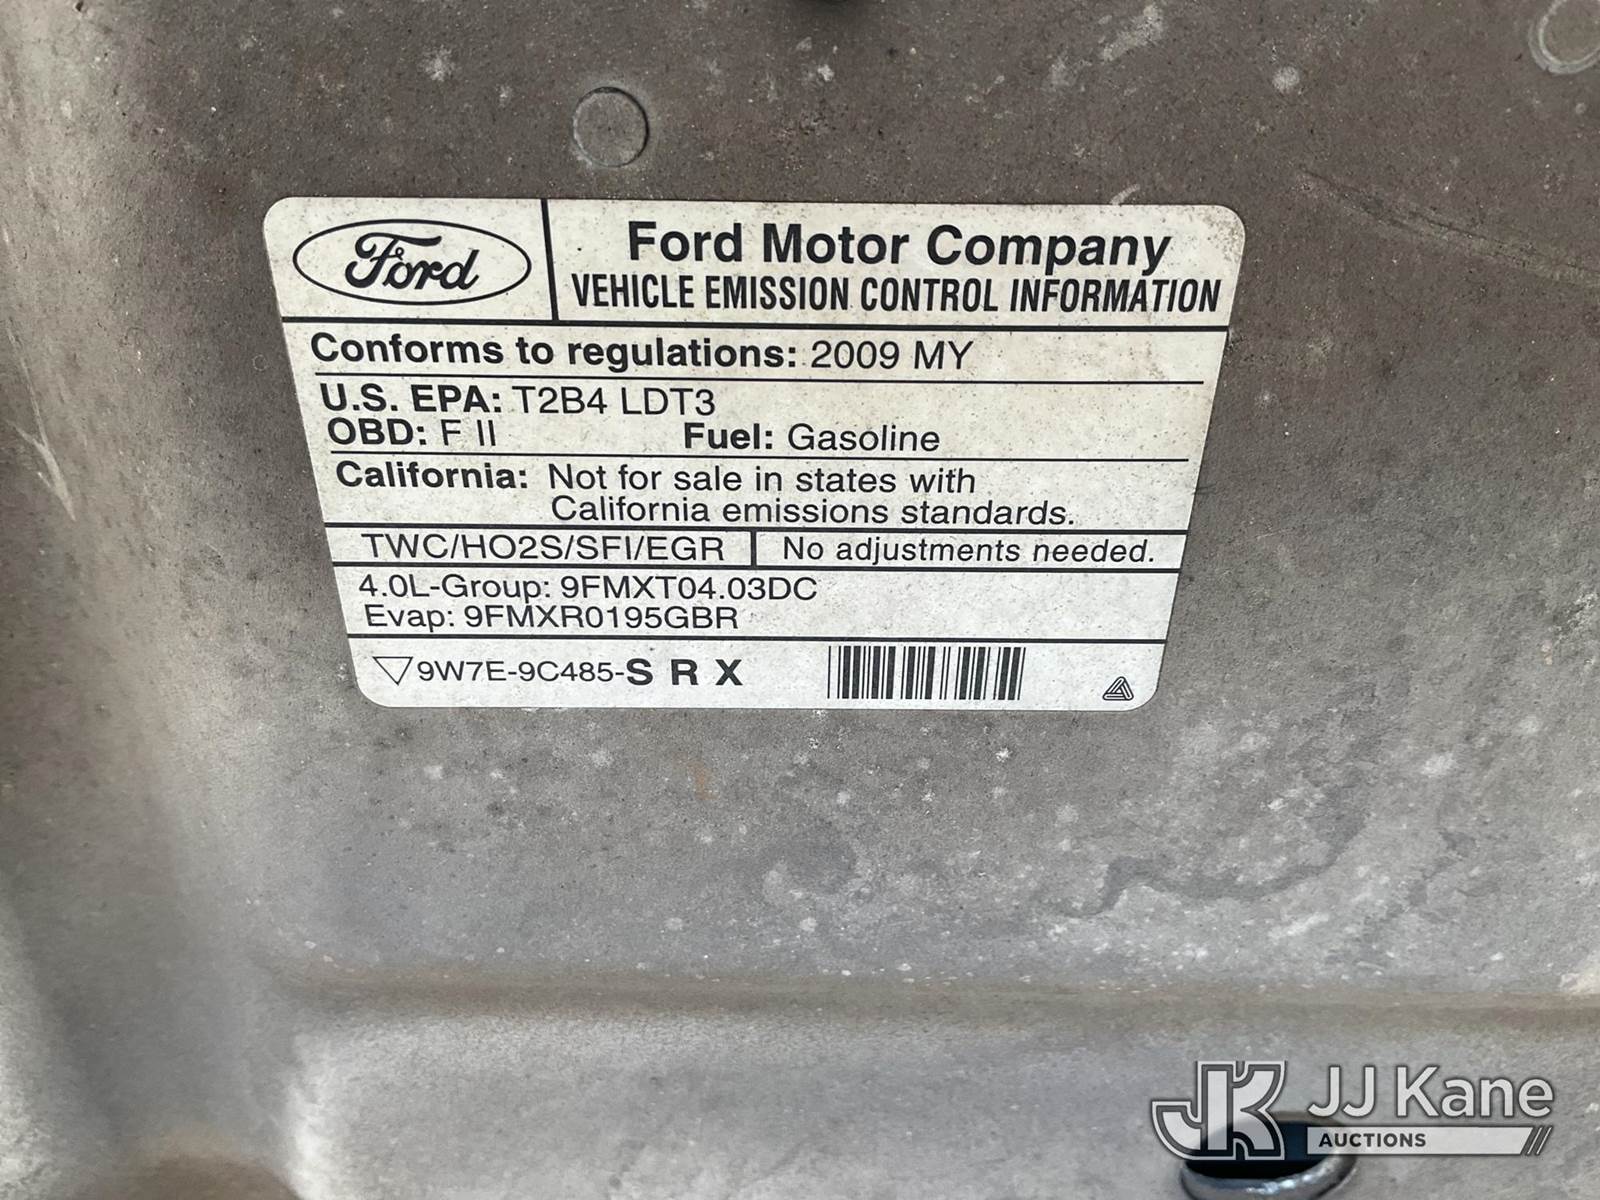 Ford
Ford Motor Company
VEHICLE EMISSION CONTROL INFORMATION
Conforms to regulations: 2009 MY
U.S. EPA: T2B4 LDT3
OBD: F II Fuel: Gasoline
California: Not for sale in states with
California emissions standards.
TWC/HO2S/SFI/EGR No adjustments needed.
4.0L-Group: 9FMXT04.03DC
Evap: 9FMXR0195GBR
9W7E-9C485-S R X
JK JJ Kane
AUCTIONS